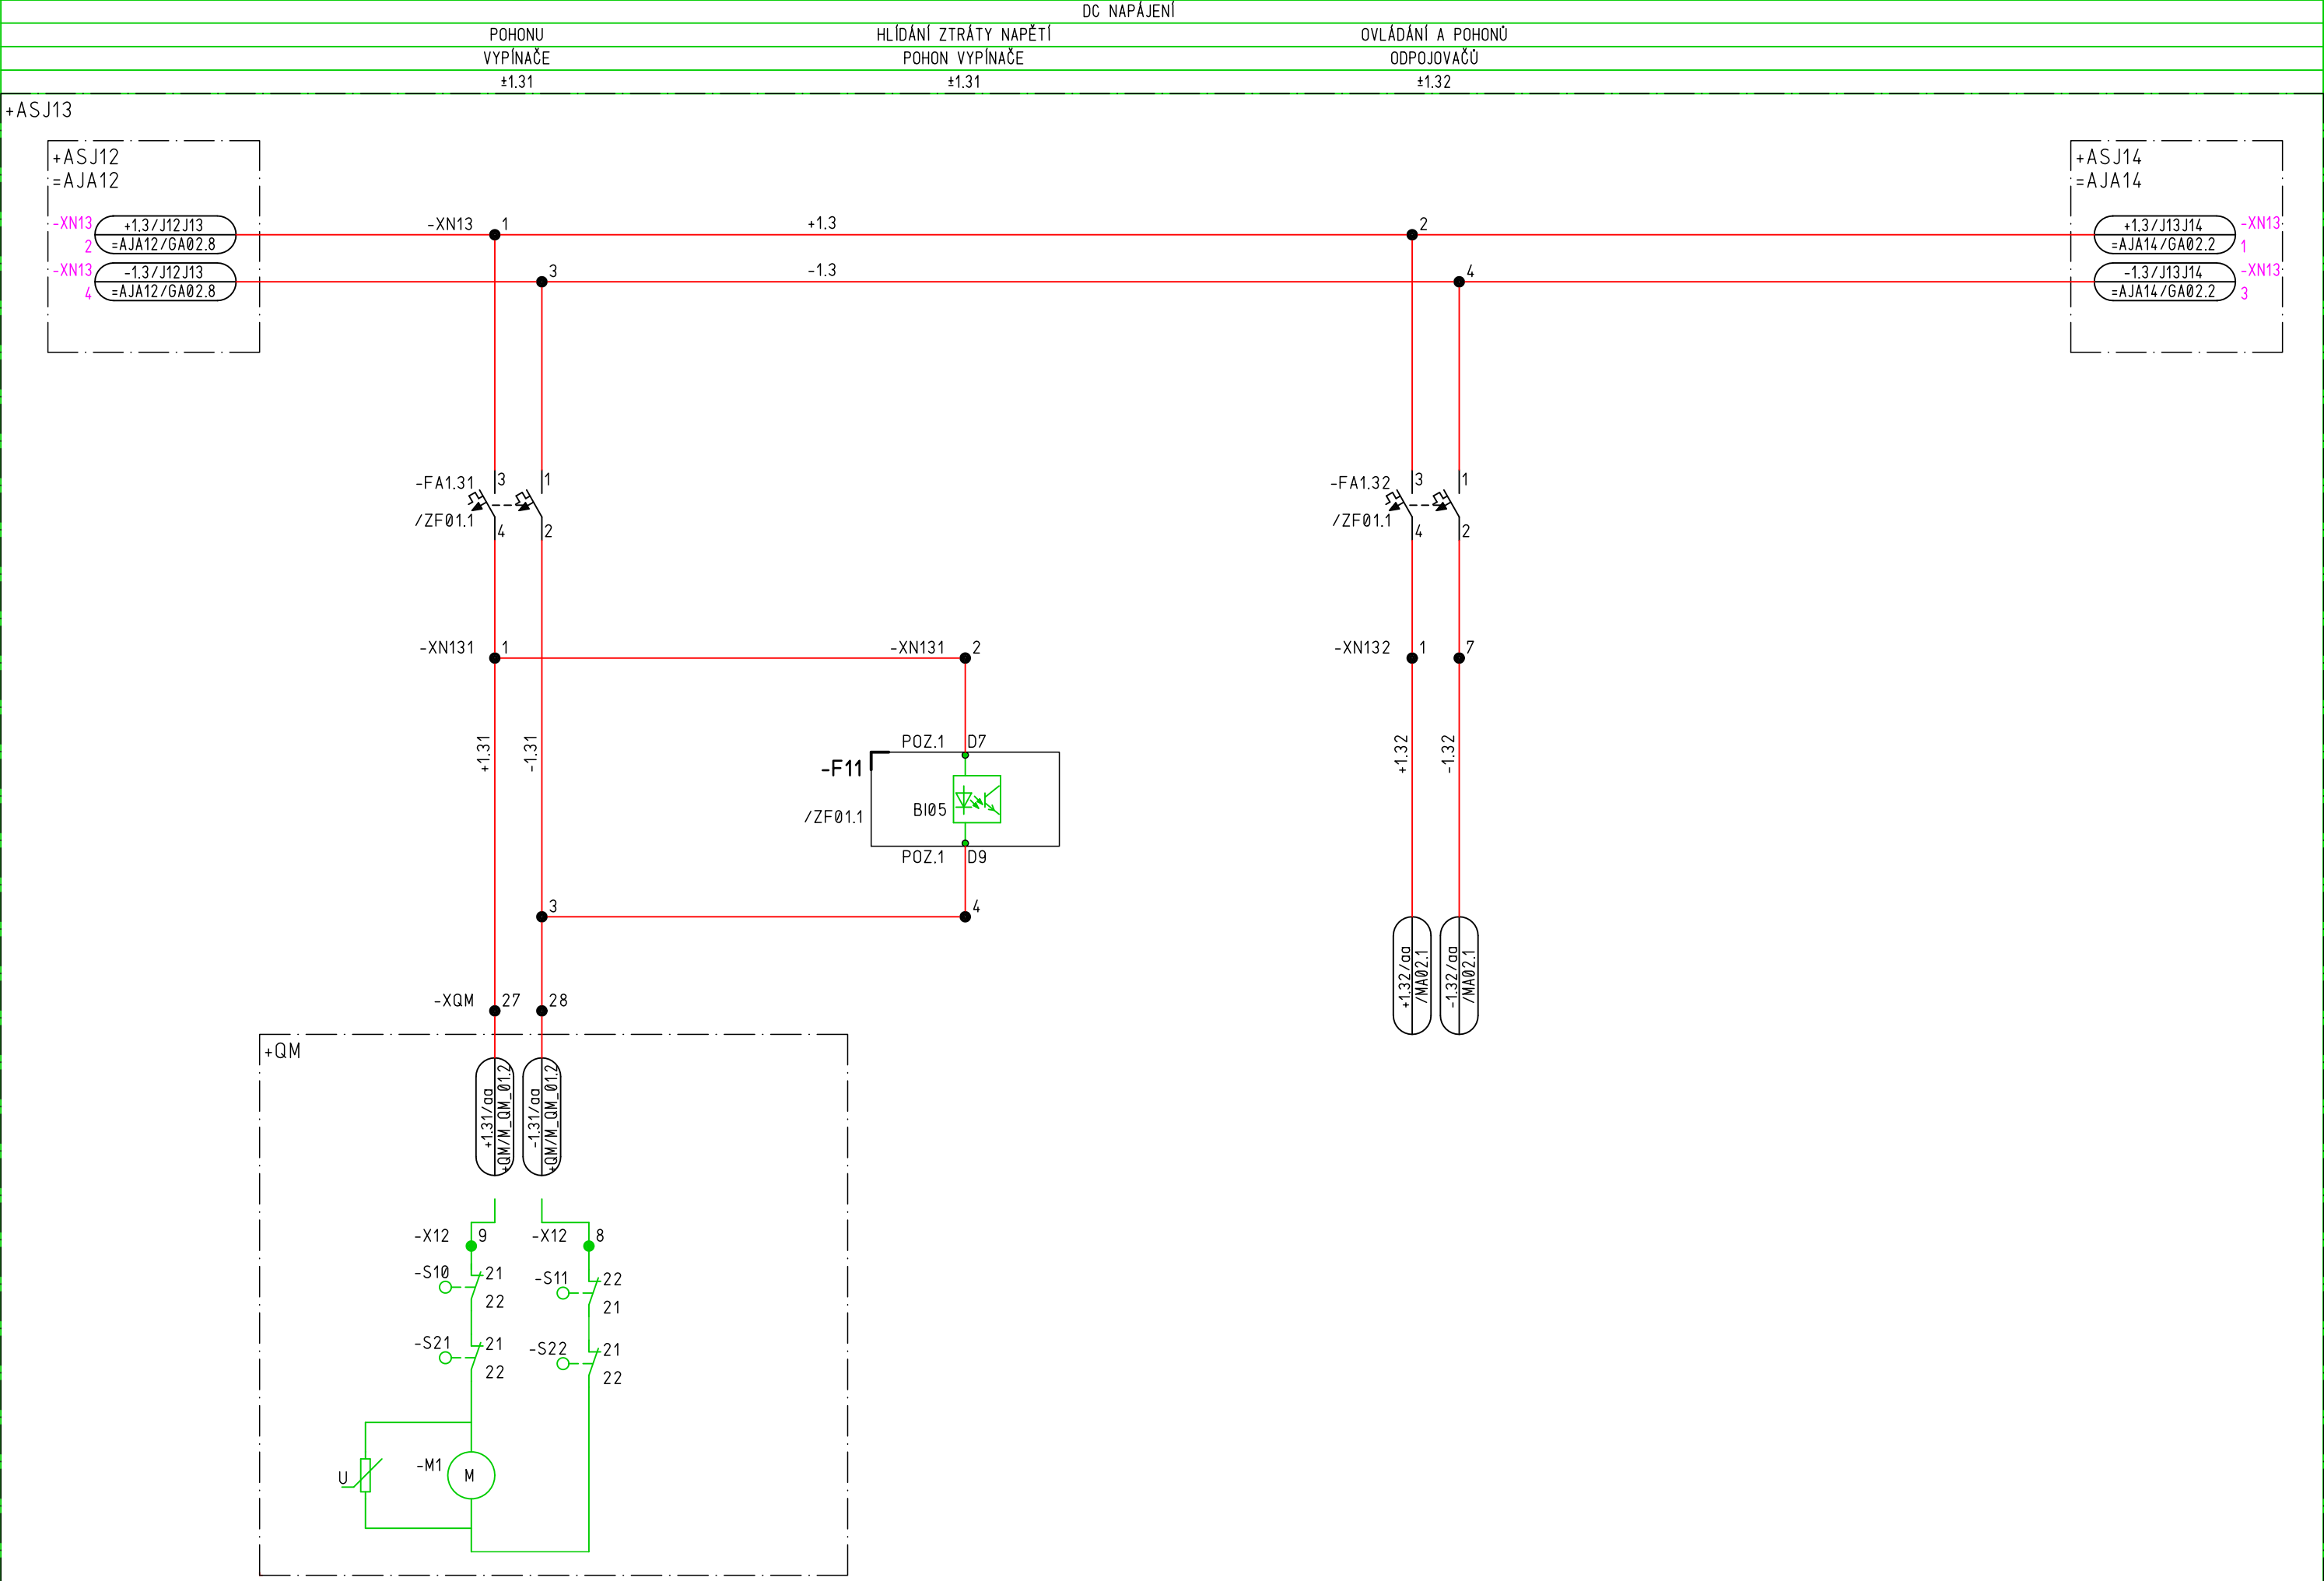 DC NAPÁJENÍ
POHONU
HLÍDÁNÍ ZTRÁTY NAPĚTÍ
OVLÁDÁNÍ A POHONŮ
VYPÍNAČE
POHON VYPÍNAČE
ODPOJOVAČŮ
±1.31
±1.31
±1.32
+ASJ13
+ASJ12
=AJA12
+ASJ14
=AJA14
-XN13
2
+1.3/J12J13
=AJA12/GA02.8
-XN13
1
+1.3
2
+1.3/J13J14
=AJA14/GA02.2
-XN13
1
-XN13
4
-1.3/J12J13
=AJA12/GA02.8
3
-1.3
4
-1.3/J13J14
=AJA14/GA02.2
-XN13
3
-FA1.31
/ZF01.1
3
4
1
2
-FA1.32
/ZF01.1
3
4
1
2
-XN131
1
-XN131
2
-XN132
1
7
+1.31
-1.31
+1.32
-1.32
POZ.1
D7
-F11
BI05
/ZF01.1
POZ.1
D9
3
4
+1.32/aa
/MA02.1
-1.32/aa
/MA02.1
-XQM
27
28
+QM
+1.31/aa
+QM/M_QM_01.2
-1.31/aa
+QM/M_QM_01.2
-X12
9
-X12
8
-S10
21
22
-S11
22
21
-S21
21
22
-S22
21
22
U
-M1
M